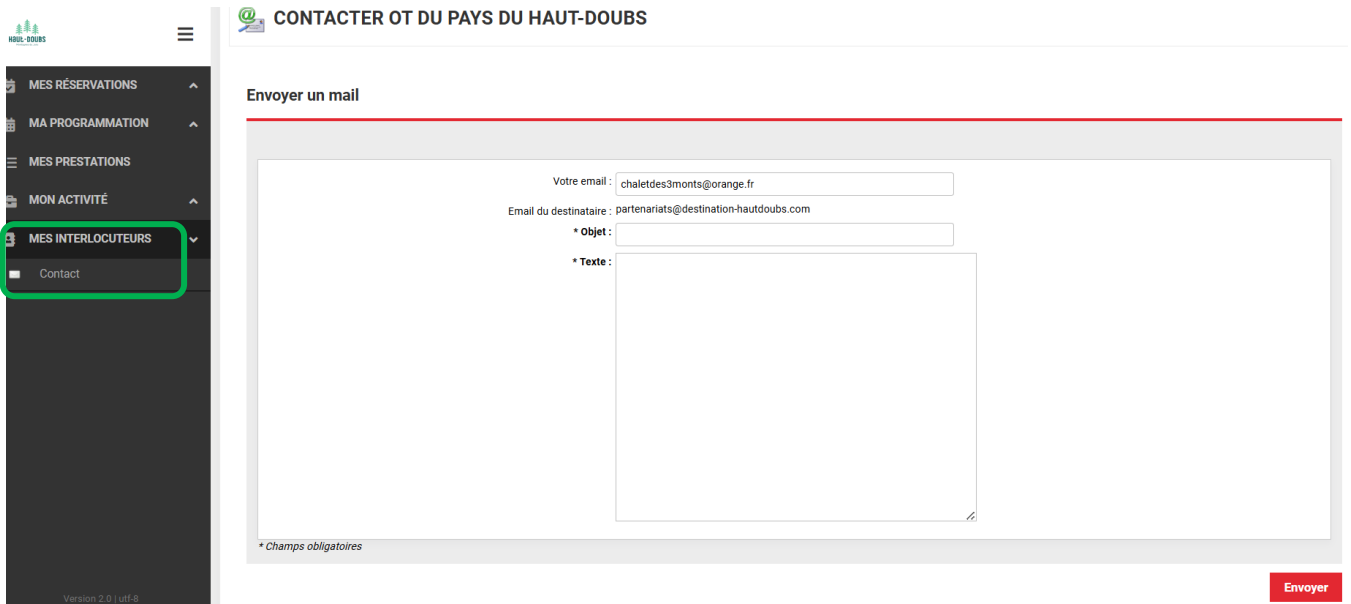 HAUT-DOUBS
CONTACTER OT DU PAYS DU HAUT-DOUBS
MES RÉSERVATIONS
MA PROGRAMMATION
MES PRESTATIONS
MON ACTIVITÉ
MES INTERLOCUTEURS
Contact
Version 2.0 | utf-8
Envoyer un mail
Votre email : chaletdes3monts@orange.fr
Email du destinataire : partenariats@destination-hautdoubs.com
* Objet :
* Texte :
* Champs obligatoires
Envoyer